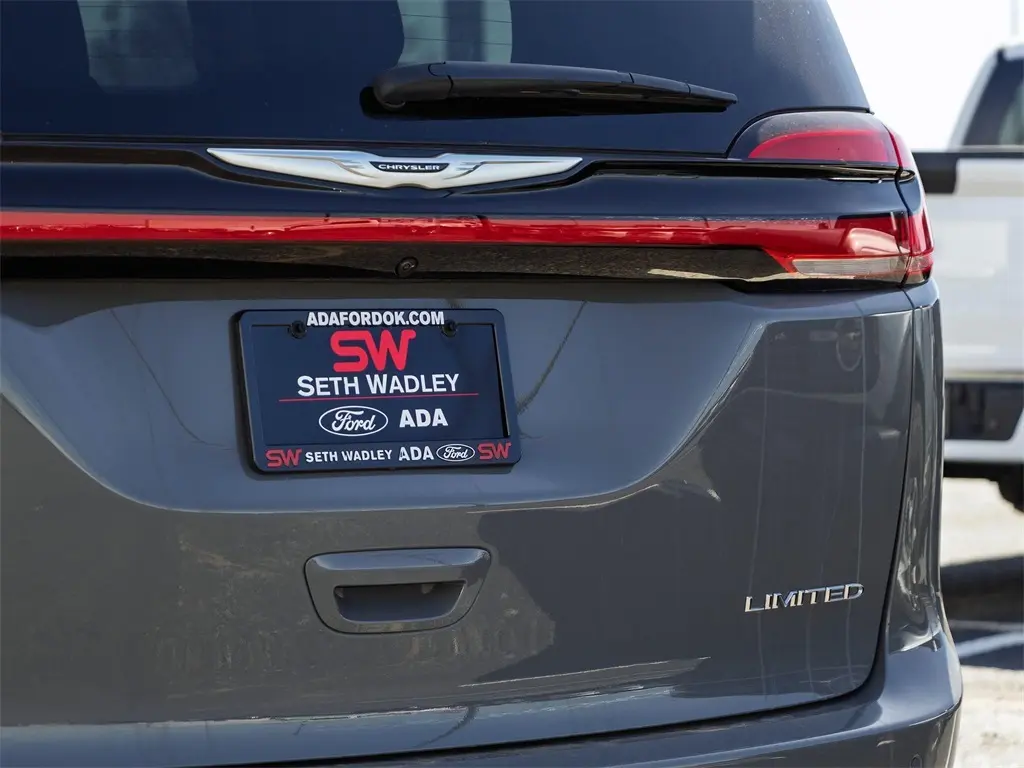 CHRYSLER
ADAFORDOK.COM
SW
SETH WADLEY
Ford ADA
SW SETH WADLEY ADA Ford SW
LIMITED